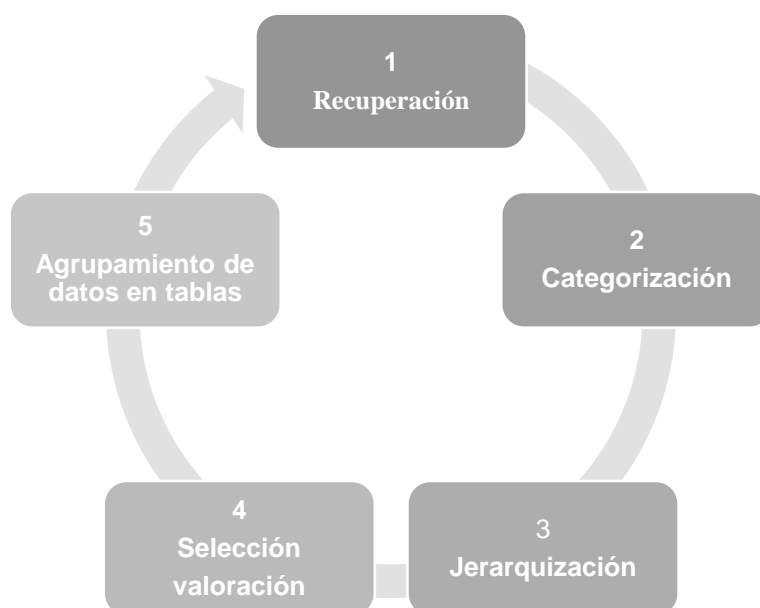 1
Recuperación
2
Categorización
3
Jerarquización
4
Selección
valoración
5
Agrupamiento de
datos en tablas